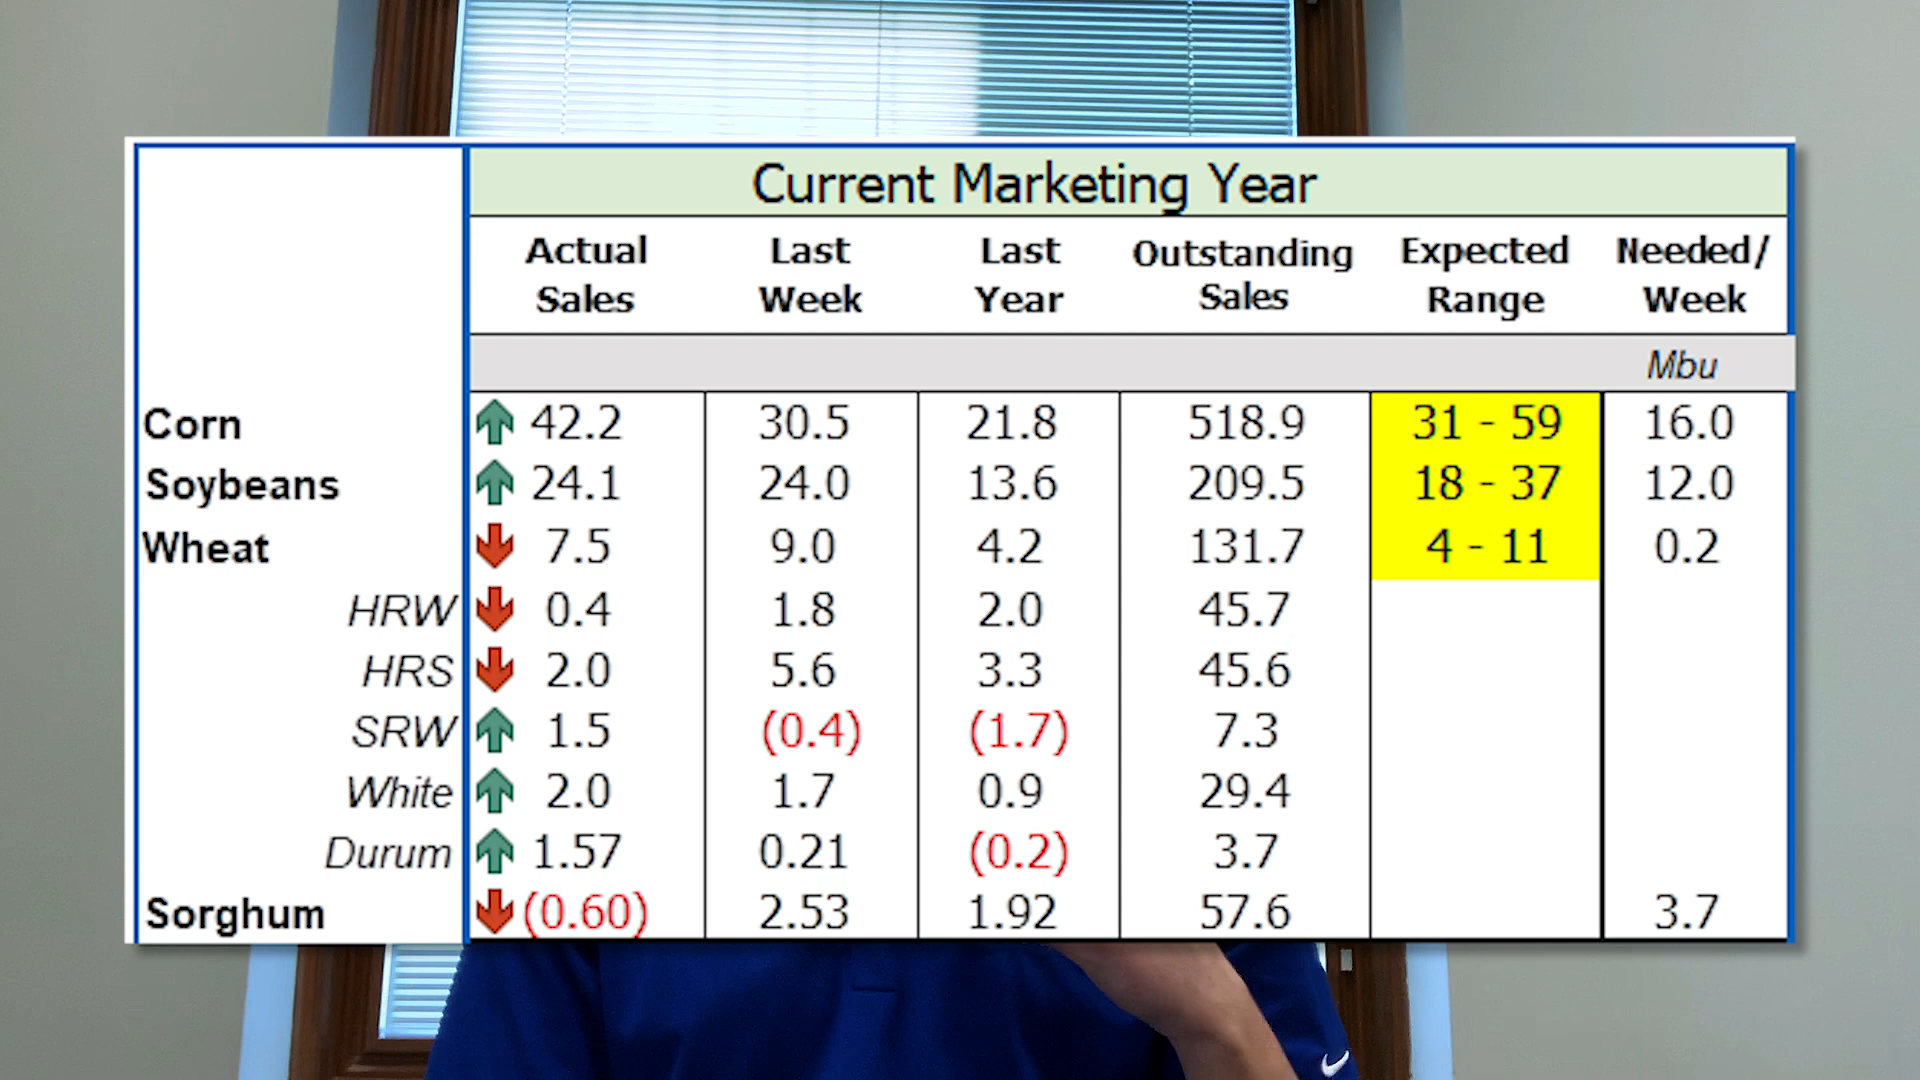 Current Marketing Year
Actual Sales Last Week Last Year Outstanding Sales Expected Range Needed/ Week
Mbu
Corn 42.2 30.5 21.8 518.9 31 - 59 16.0
Soybeans 24.1 24.0 13.6 209.5 18 - 37 12.0
Wheat 7.5 9.0 4.2 131.7 4 - 11 0.2
HRW 0.4 1.8 2.0 45.7
HRS 2.0 5.6 3.3 45.6
SRW 1.5 (0.4) (1.7) 7.3
White 2.0 1.7 0.9 29.4
Durum 1.57 0.21 (0.2) 3.7
Sorghum (0.60) 2.53 1.92 57.6 3.7